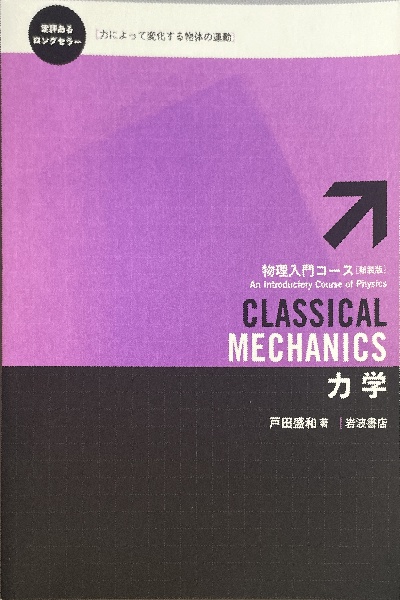 定評ある
ロングセラー
[力によって変化する物体の運動]
物理入門コース[新装版]
An Introductory Course of Physics
CLASSICAL
MECHANICS
力学
戸田盛和 著 | 岩波書店